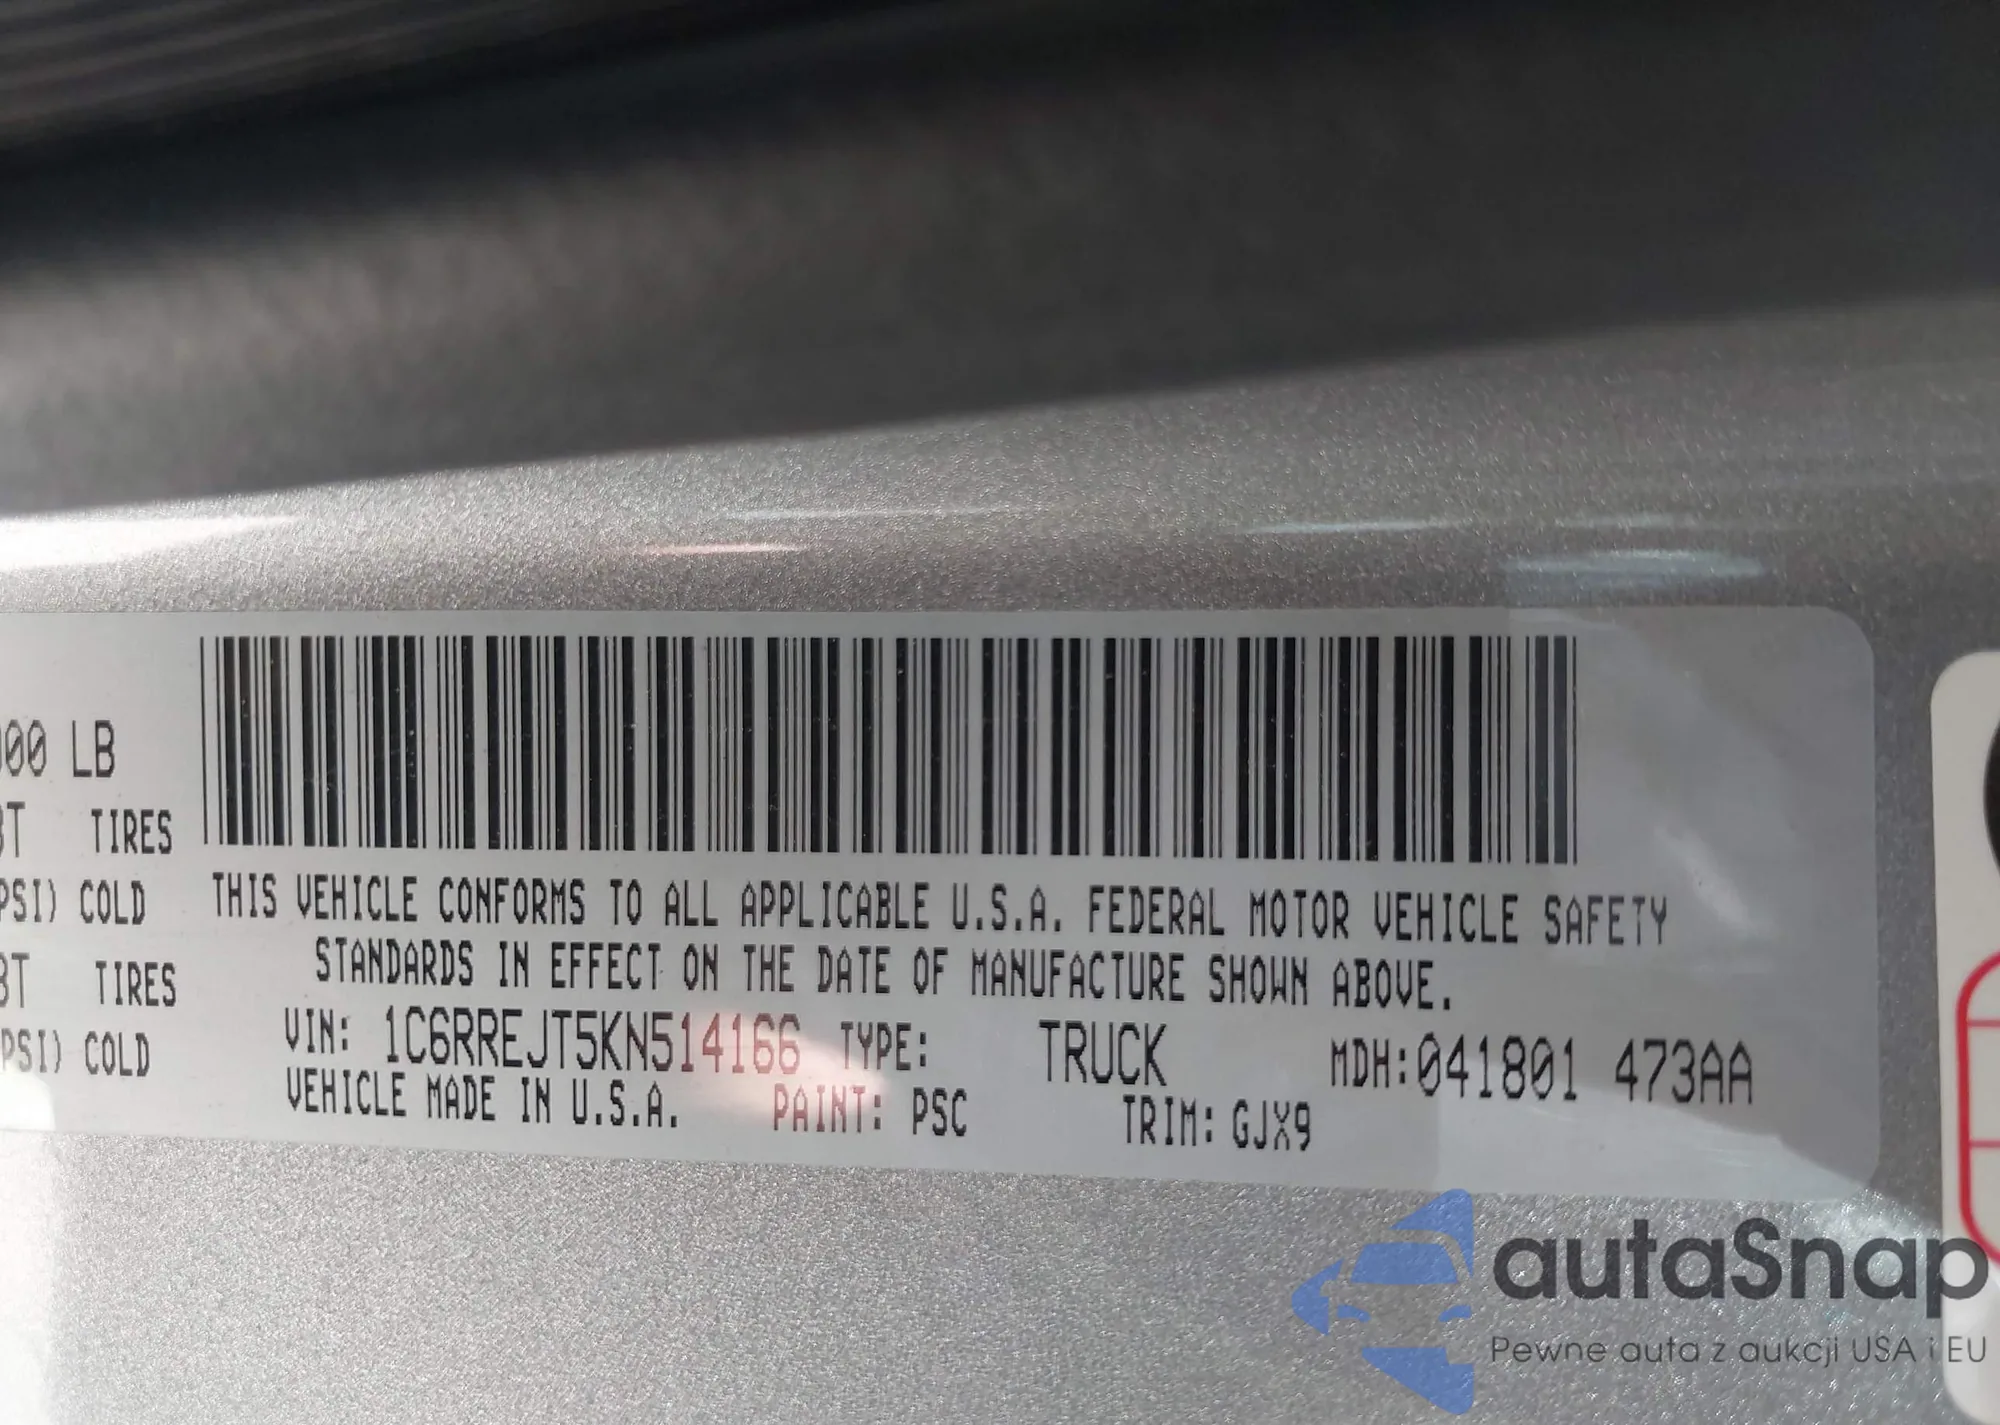 00 LB
TIRES
PSI) COLD
TIRES
PSI) COLD
THIS VEHICLE CONFORMS TO ALL APPLICABLE U.S.A. FEDERAL MOTOR VEHICLE SAFETY
STANDARDS IN EFFECT ON THE DATE OF MANUFACTURE SHOWN ABOVE.
VIN: 1C6RREJT5KN514166 TYPE: TRUCK MDH:041801 473AA
VEHICLE MADE IN U.S.A. PAINT: PSC TRIM: GJX9
autaSnap
Pewne auta z aukcji USA i EU